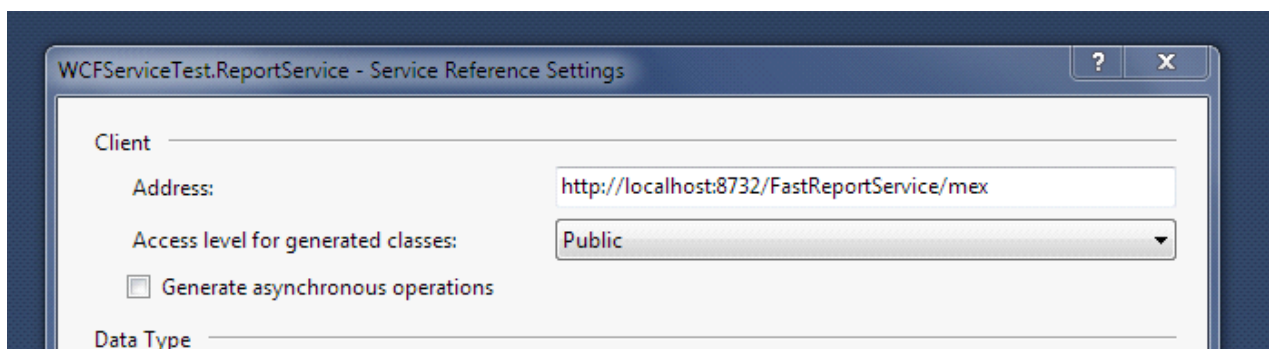 WCFServiceTest.ReportService - Service Reference Settings
?
x
Client
Address: http://localhost:8732/FastReportService/mex
Access level for generated classes: Public
Generate asynchronous operations
Data Type